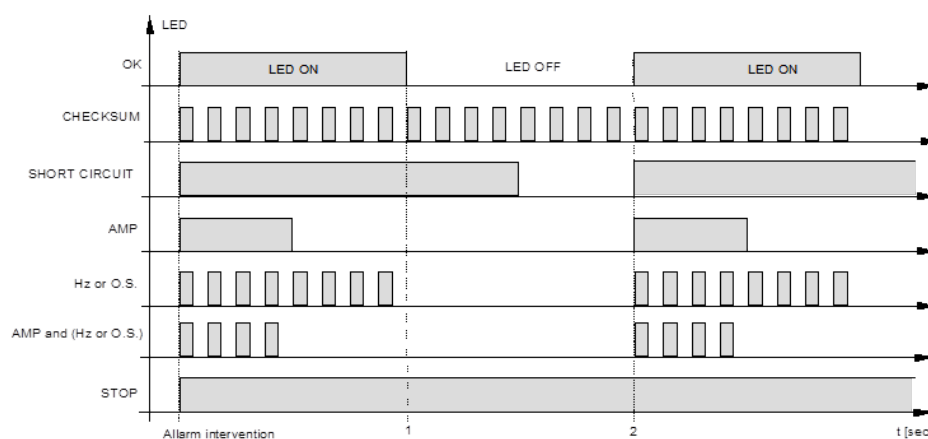 LED
OK
LED ON
LED OFF
LED ON
CHECKSUM
SHORT CIRCUIT
AMP
Hz or O.S.
AMP and (Hz or O.S.)
STOP
Allarm intervention
1
2
t [sec